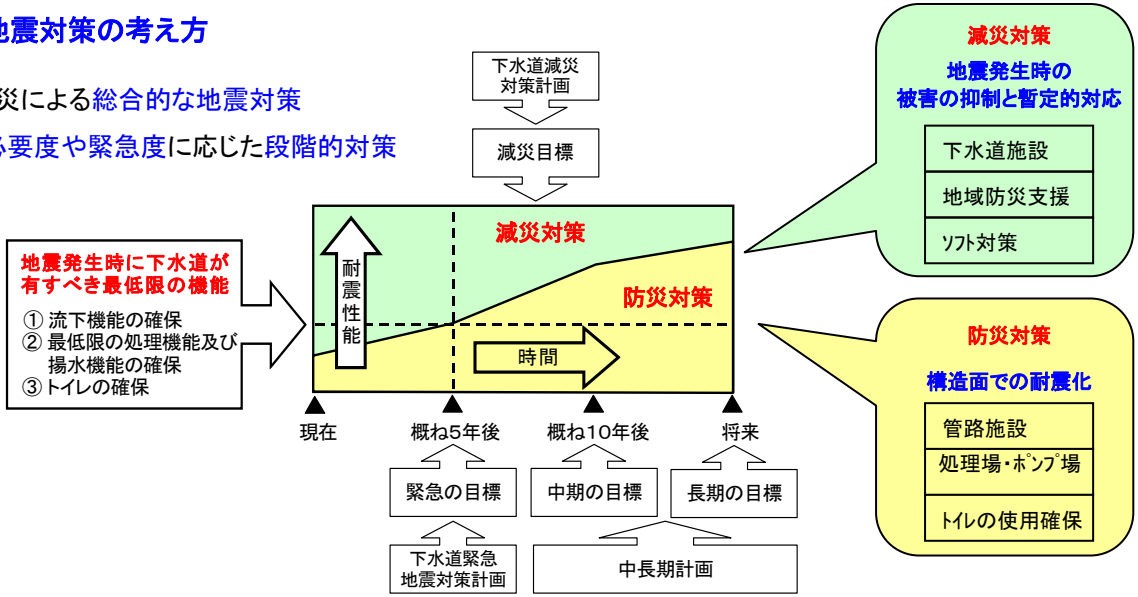 地震対策の考え方
災による総合的な地震対策
必要度や緊急度に応じた段階的対策
下水道減災
対策計画
減災目標
地震発生時に下水道が
有すべき最低限の機能
① 流下機能の確保
② 最低限の処理機能及び
揚水機能の確保
③ トイレの確保
耐震性能
減災対策
防災対策
時間
現在
概ね5年後
概ね10年後
将来
緊急の目標
中期の目標
長期の目標
下水道緊急
地震対策計画
中長期計画
減災対策
地震発生時の
被害の抑制と暫定的対応
下水道施設
地域防災支援
ソフト対策
防災対策
構造面での耐震化
管路施設
処理場・ポンプ場
トイレの使用確保